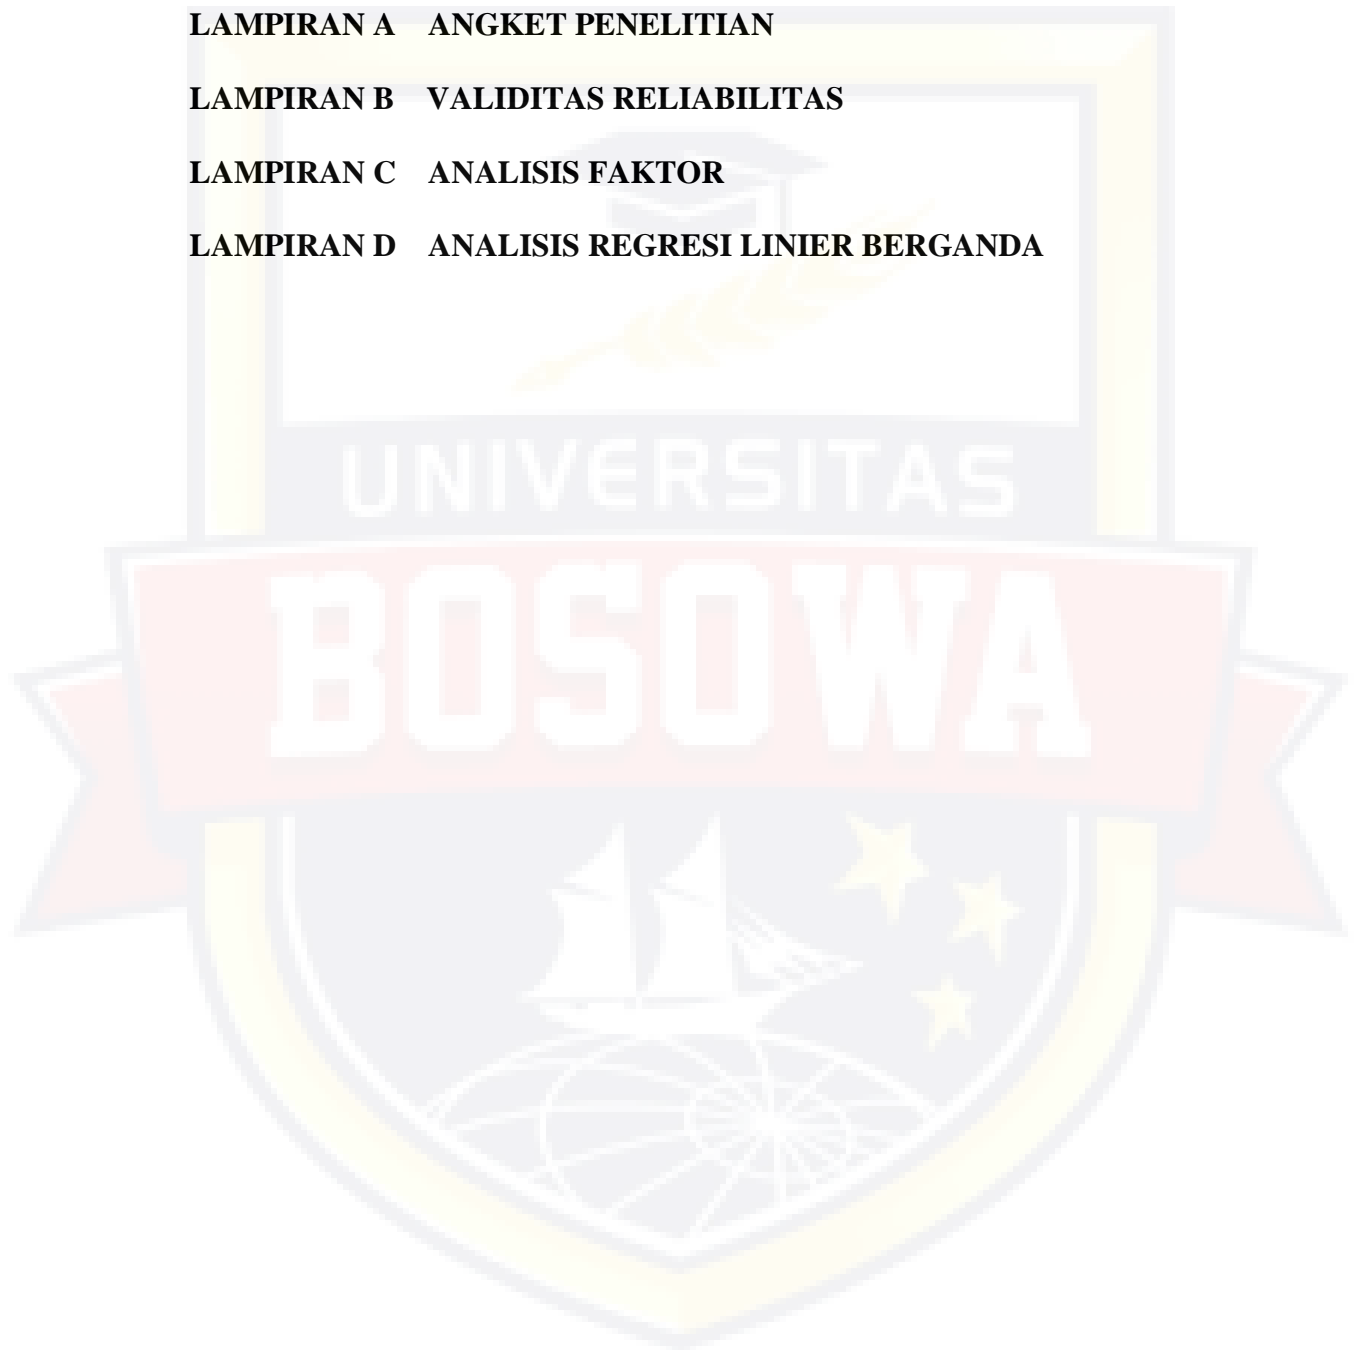 LAMPIRAN A ANGKET PENELITIAN
LAMPIRAN B VALIDITAS RELIABILITAS
LAMPIRAN C ANALISIS FAKTOR
LAMPIRAN D ANALISIS REGRESI LINIER BERGANDA
UNIVERSITAS
BOSOWA